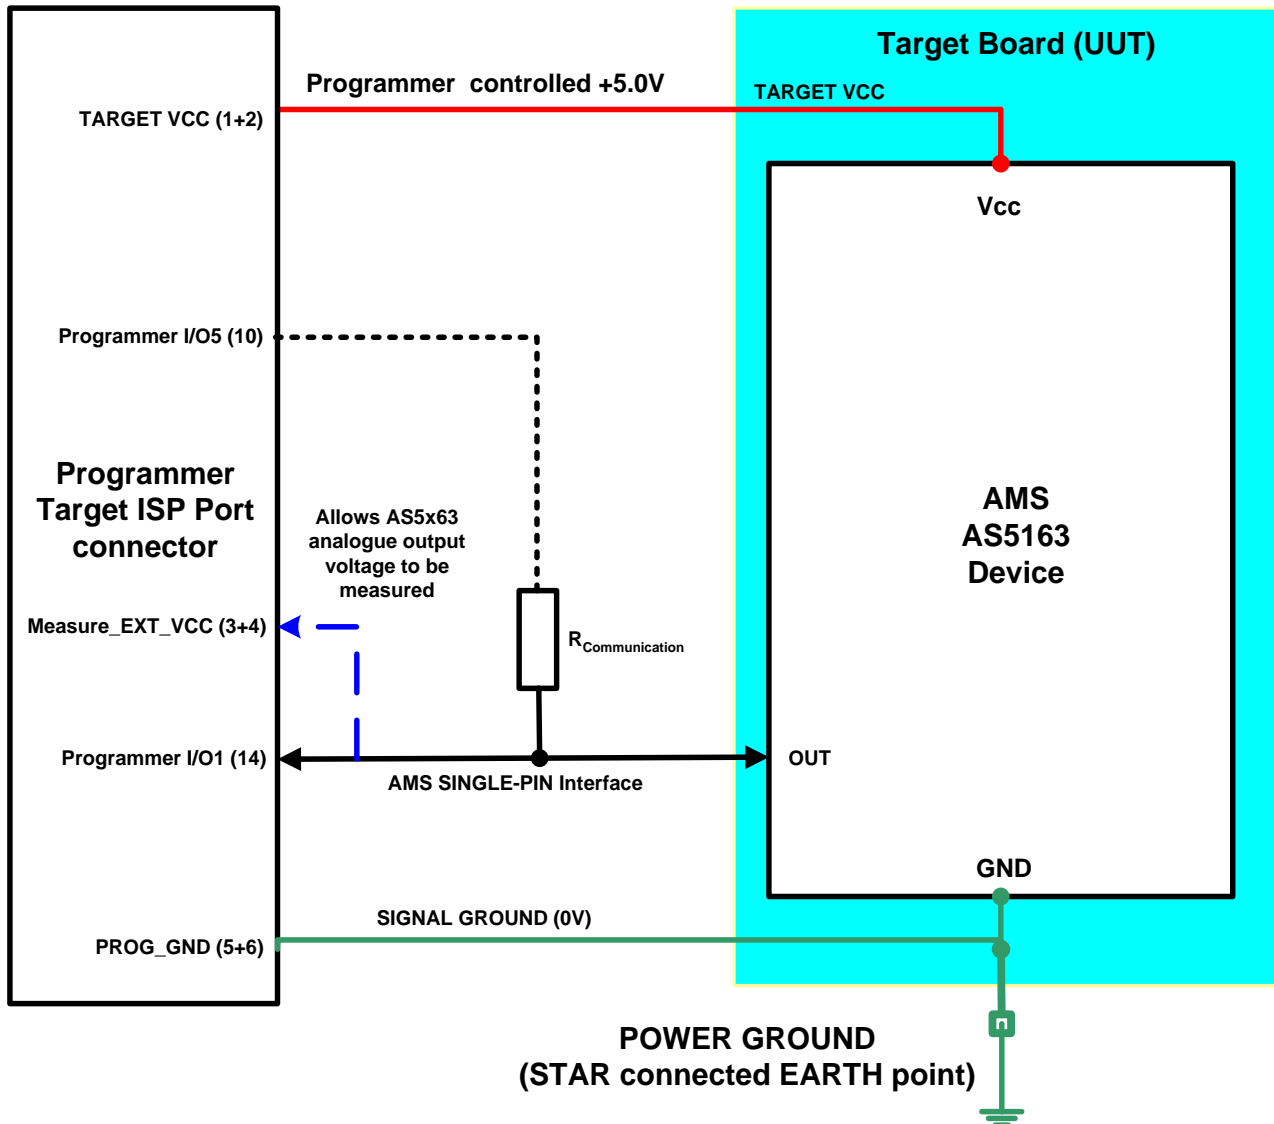 Target Board (UUT)
Programmer controlled +5.0V
TARGET VCC
TARGET VCC (1+2)
Vcc
Programmer I/O5 (10)
Programmer
Target ISP Port
connector
Allows AS5x63
analogue output
voltage to be
measured
AMS
AS5163
Device
Measure_EXT_VCC (3+4)
RCommunication
Programmer I/O1 (14)
OUT
AMS SINGLE-PIN Interface
GND
SIGNAL GROUND (0V)
PROG_GND (5+6)
POWER GROUND
(STAR connected EARTH point)